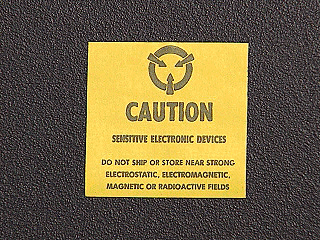 CAUTION
SENSITIVE ELECTRONIC DEVICES
DO NOT SHIP OR STORE NEAR STRONG
ELECTROSTATIC, ELECTROMAGNETIC,
MAGNETIC OR RADIOACTIVE FIELDS